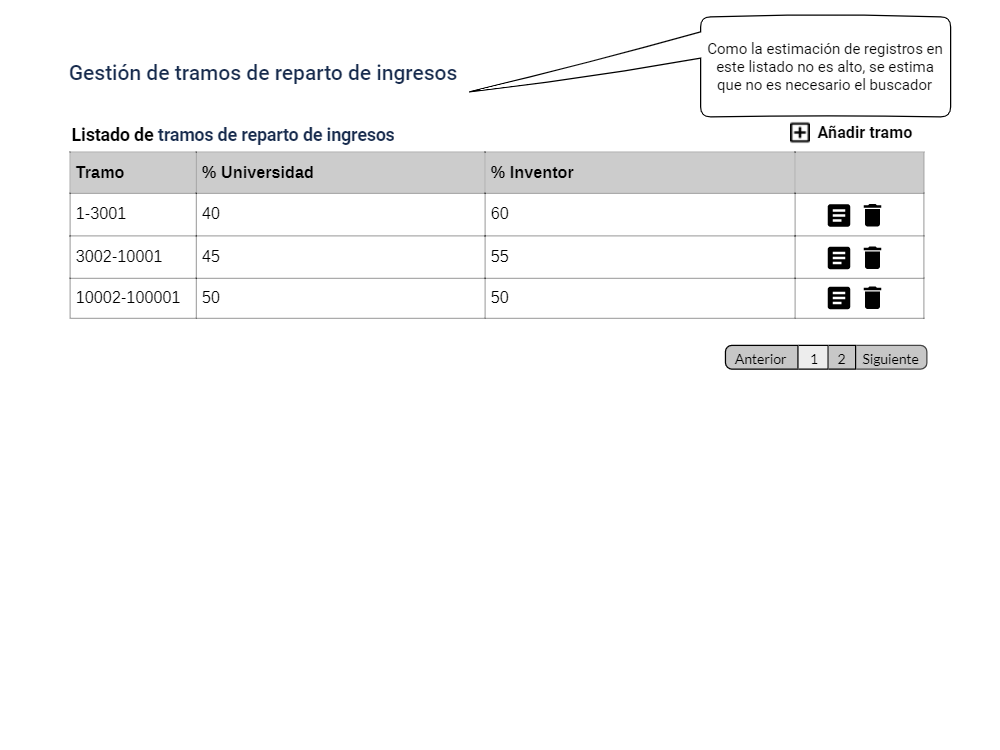 Como la estimación de registros en
este listado no es alto, se estima
que no es necesario el buscador
Gestión de tramos de reparto de ingresos
Listado de tramos de reparto de ingresos
Añadir tramo
Tramo % Universidad % Inventor
1-3001 40 60
3002-10001 45 55
10002-100001 50 50
Anterior 1 2 Siguiente